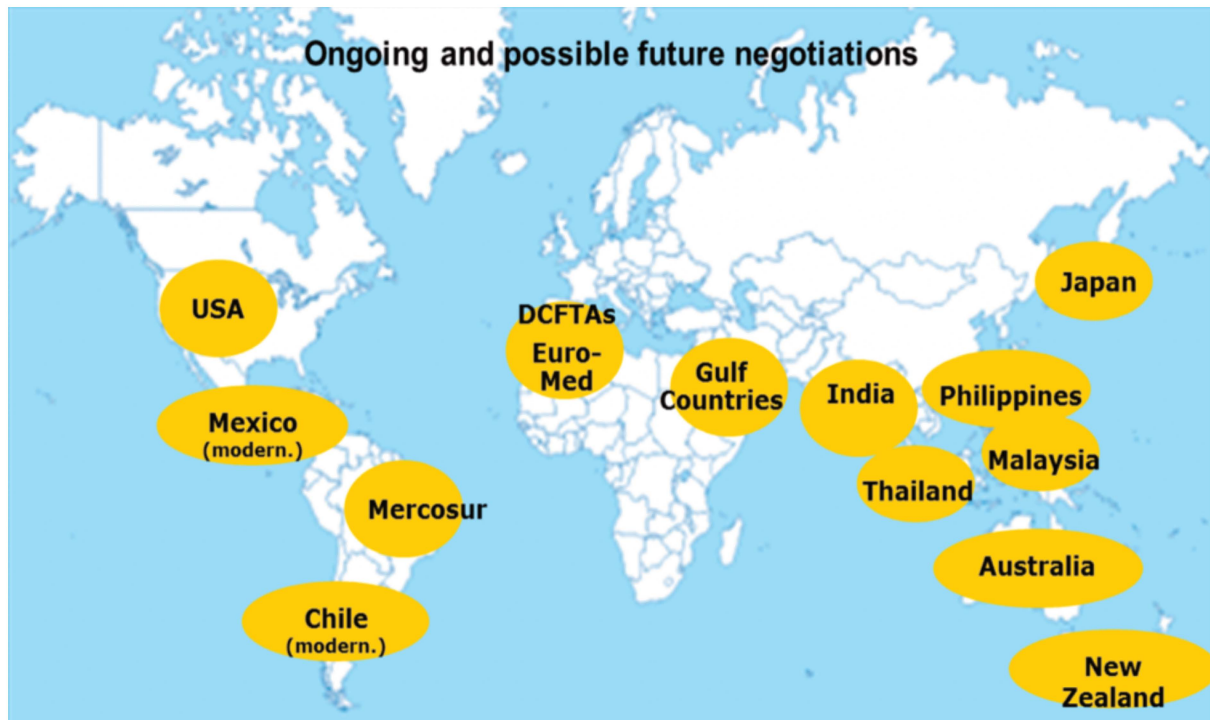 Ongoing and possible future negotiations
USA
Mexico
(modern.)
Mercosur
Chile
(modern.)
DCFTAs
Euro-
Med
Gulf
Countries
India
Japan
Philippines
Malaysia
Thailand
Australia
New
Zealand